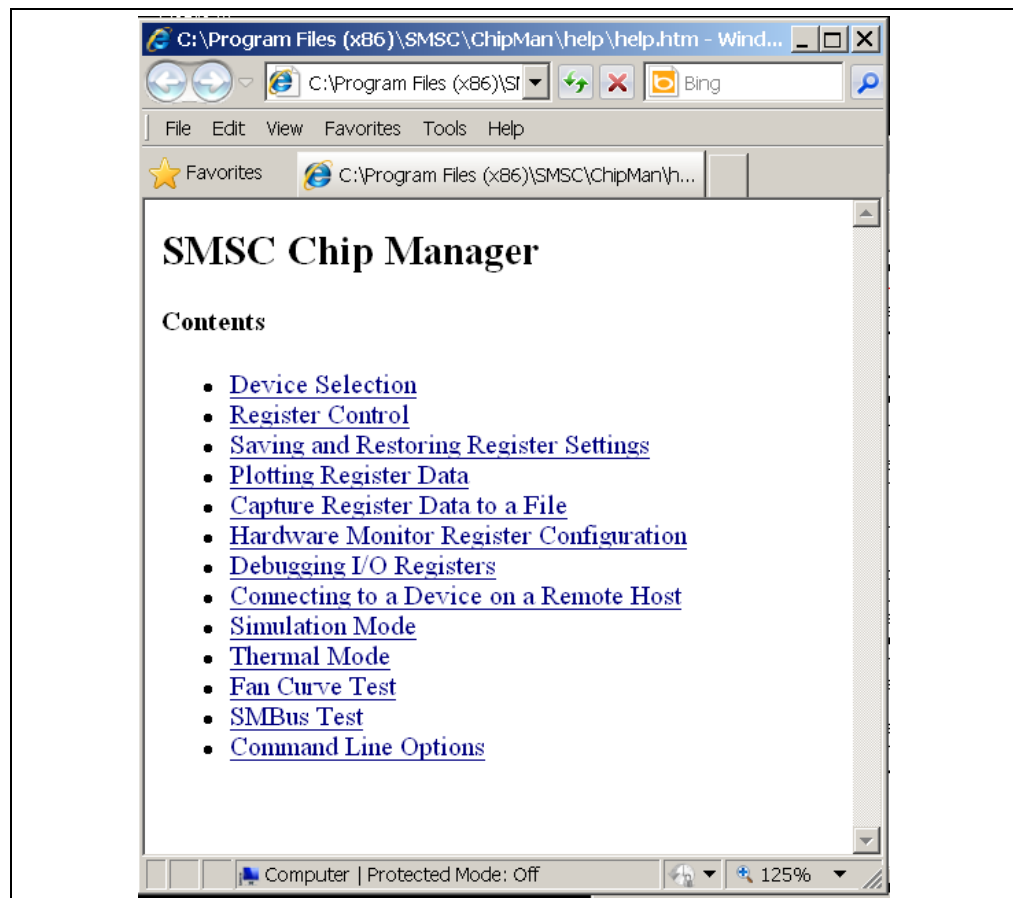 C:\Program Files (x86)\SMSC\ChipMan\help\help.htm - Wind...
C:\Program Files (x86)\SI
Bing
File Edit View Favorites Tools Help
Favorites
C:\Program Files (x86)\SMSC\ChipMan\h...
SMSC Chip Manager
Contents
Device Selection
Register Control
Saving and Restoring Register Settings
Plotting Register Data
Capture Register Data to a File
Hardware Monitor Register Configuration
Debugging I/O Registers
Connecting to a Device on a Remote Host
Simulation Mode
Thermal Mode
Fan Curve Test
SMBus Test
Command Line Options
Computer | Protected Mode: Off
125%